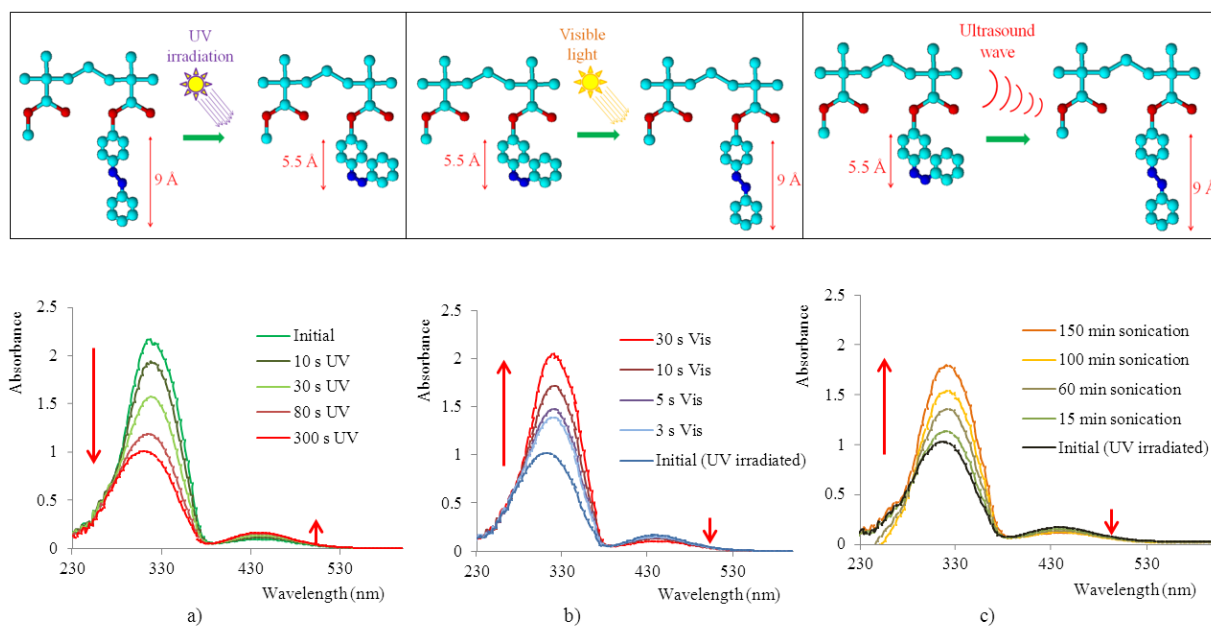 UV
irradiation
5.5 Å
9 Å
Visible
light
5.5 Å
9 Å
Ultrasound
wave
5.5 Å
9 Å
Absorbance
2.5
2
1.5
1
0.5
0
230
330
430
530
Wavelength (nm)
Initial
10 s UV
30 s UV
80 s UV
300 s UV
a)
Absorbance
2.5
2
1.5
1
0.5
0
230
330
430
530
Wavelength (nm)
30 s Vis
10 s Vis
5 s Vis
3 s Vis
Initial (UV irradiated)
b)
Absorbance
2.5
2
1.5
1
0.5
0
230
330
430
530
Wavelength (nm)
150 min sonication
100 min sonication
60 min sonication
15 min sonication
Initial (UV irradiated)
c)